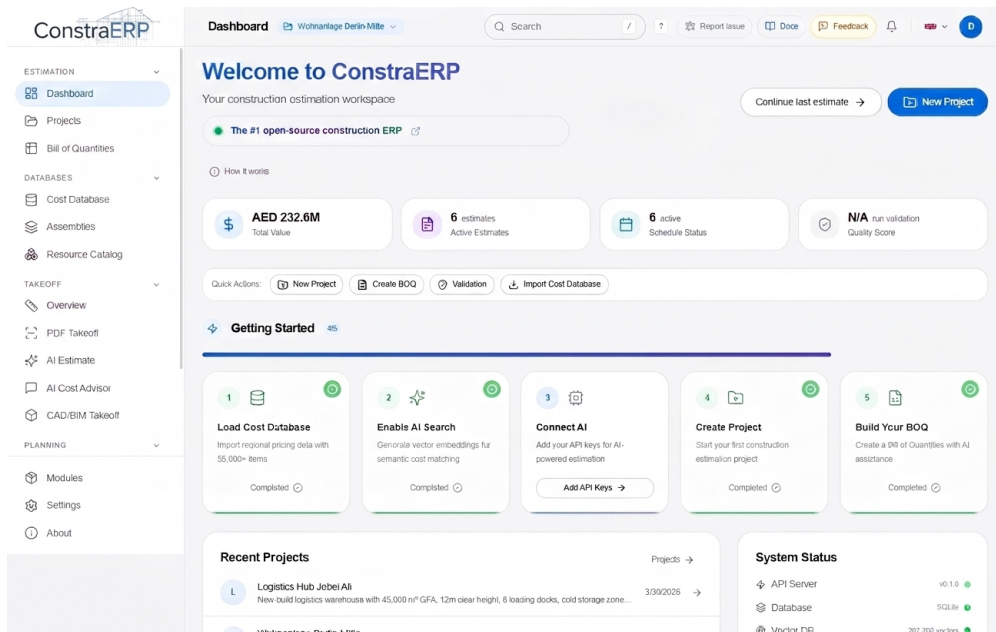 ConstraERP
Dashboard
Wohnanlage Derlin-Mitte
Search
/
?
Report Iasue
Doce
Feedcack
D
ESTIMATION
Dashboard
Projects
Bill of Quantities
DATABASES
Cost Database
Assemblies
Resource Catalog
TAKEOFF
Overview
PDF Takeoff
AI Estimate
AI Cost Advisor
CAD/BIM Takeoff
PLANNING
Modules
Settings
About
Welcome to ConstraERP
Your construction estimation workspace
The #1 open-source construction ERP
How it works
Continue last estimate →
New Project
AED 232.6M
Total Value
6 estimates
Active Estimates
6 active
Schedule Status
N/A run validation
Quality Score
Quick Actions:
New Project
Create BOQ
Validation
Import Cost Database
Getting Started
4/5
1
Load Cost Database
Import regional pricing data with
55,000+ items
Completed
2
Enable AI Search
Generate vector embeddings for
semantic cost matching
Completed
3
Connect AI
Add your API keys for AI-
powered estimation
Add API Keys →
4
Create Project
Start your first construction
estimation project
Completed
5
Build Your BOQ
Create a Bill of Quantities with AI
assistance
Completed
Recent Projects
Projects →
L
Logistics Hub Jebel Ali
New-build logistics warehouse with 45,000 m² GFA, 12m clear height, 8 loading docks, cold storage zone...
3/30/2026 →
System Status
API Server
v0.1.0
Database
SQLite
Vector DB
207,200 vectors